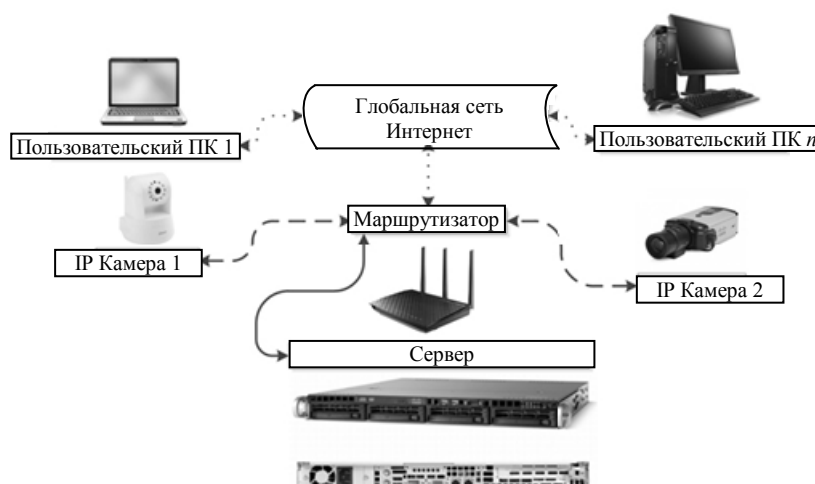 Глобальная сеть
Интернет
Пользовательский ПК 1
Пользовательский ПК n
Маршрутизатор
IP Камера 1
IP Камера 2
Сервер